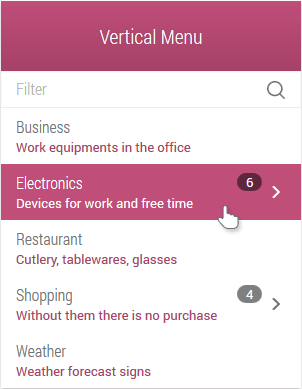 Vertical Menu
Filter
Business
Work equipments in the office
Electronics
6
Devices for work and free time
Restaurant
Cutlery, tablewares, glasses
Shopping
4
Without them there is no purchase
Weather
Weather forecast signs